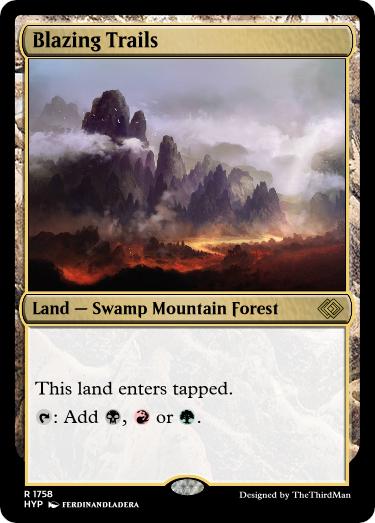 Blazing Trails
Land — Swamp Mountain Forest
This land enters tapped.
: Add , or .
R 1758
HYP FERDINANDLADERA
Designed by TheThirdMan